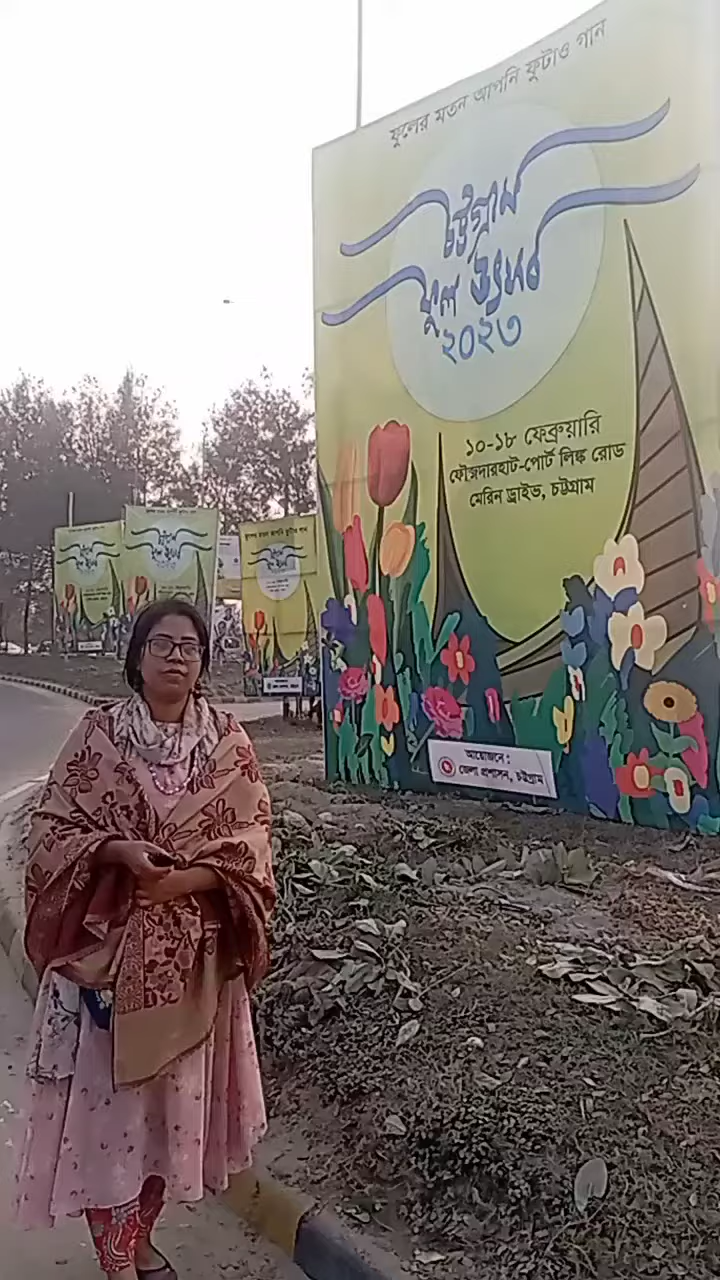 ফুলের মতন আপনি ফুটাও গান
চট্টগ্রাম
ফুল উৎসব
২০২৩
১০-১৮ ফেব্রুয়ারি
ফৌজদারহাট-পোর্ট লিঙ্ক রোড
মেরিন ড্রাইভ, চট্টগ্রাম
আয়োজনে :
জেলা প্রশাসন, চট্টগ্রাম